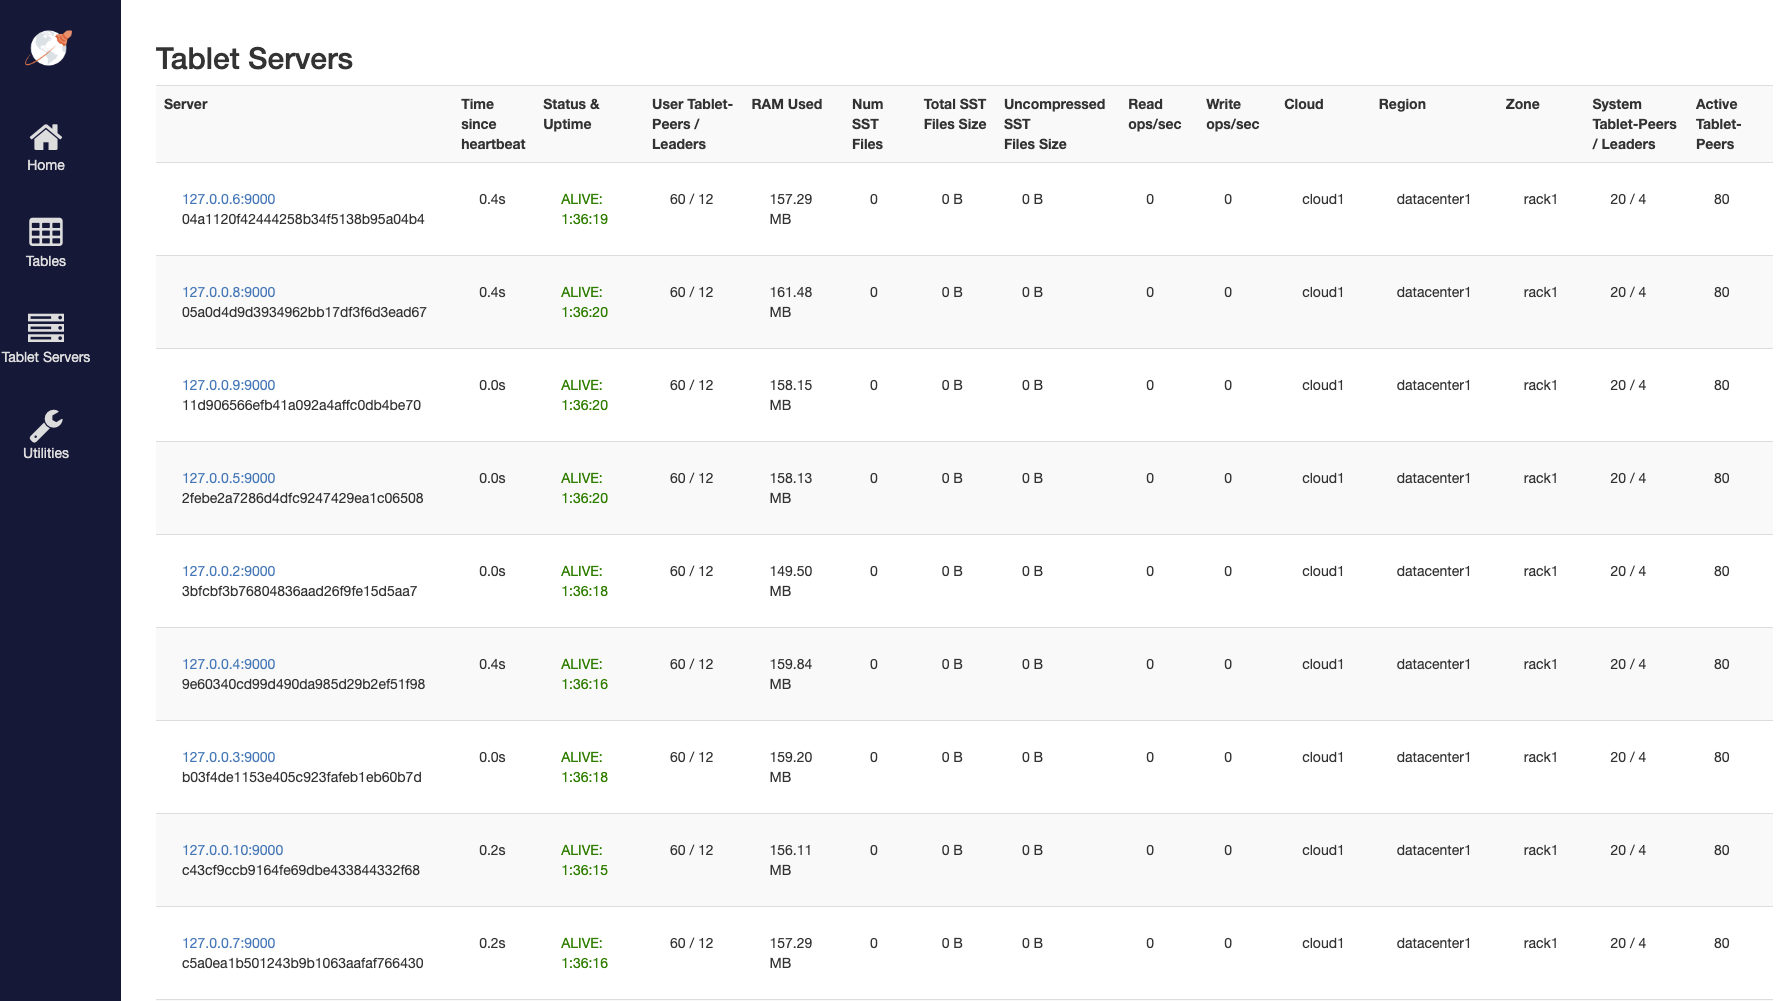 Home
Tables
Tablet Servers
Utilities
Tablet Servers
Server
Time since heartbeat
Status & Uptime
User Tablet-Peers / Leaders
RAM Used
Num SST Files
Total SST Files Size
Uncompressed SST Files Size
Read ops/sec
Write ops/sec
Cloud
Region
Zone
System Tablet-Peers / Leaders
Active Tablet-Peers
127.0.0.6:9000 0.4s ALIVE: 60 / 12 157.29 0 0 B 0 B 0 0 cloud1 datacenter1 rack1 20 / 4 80
04a1120f42444258b34f5138b95a04b4 1:36:19 MB
127.0.0.8:9000 0.4s ALIVE: 60 / 12 161.48 0 0 B 0 B 0 0 cloud1 datacenter1 rack1 20 / 4 80
05a0d4d9d3934962bb17df3f6d3ead67 1:36:20 MB
127.0.0.9:9000 0.0s ALIVE: 60 / 12 158.15 0 0 B 0 B 0 0 cloud1 datacenter1 rack1 20 / 4 80
11d906566efb41a092a4affc0db4be70 1:36:20 MB
127.0.0.5:9000 0.0s ALIVE: 60 / 12 158.13 0 0 B 0 B 0 0 cloud1 datacenter1 rack1 20 / 4 80
2febe2a7286d4dfc9247429ea1c06508 1:36:20 MB
127.0.0.2:9000 0.0s ALIVE: 60 / 12 149.50 0 0 B 0 B 0 0 cloud1 datacenter1 rack1 20 / 4 80
3bfcbf3b76804836aad26f9fe15d5aa7 1:36:18 MB
127.0.0.4:9000 0.4s ALIVE: 60 / 12 159.84 0 0 B 0 B 0 0 cloud1 datacenter1 rack1 20 / 4 80
9e60340cd99d490da985d29b2ef51f98 1:36:16 MB
127.0.0.3:9000 0.0s ALIVE: 60 / 12 159.20 0 0 B 0 B 0 0 cloud1 datacenter1 rack1 20 / 4 80
b03f4de1153e405c923fafeb1eb60b7d 1:36:18 MB
127.0.0.10:9000 0.2s ALIVE: 60 / 12 156.11 0 0 B 0 B 0 0 cloud1 datacenter1 rack1 20 / 4 80
c43cf9ccb9164fe69dbe433844332f68 1:36:15 MB
127.0.0.7:9000 0.2s ALIVE: 60 / 12 157.29 0 0 B 0 B 0 0 cloud1 datacenter1 rack1 20 / 4 80
c5a0ea1b501243b9b1063aafaf766430 1:36:16 MB